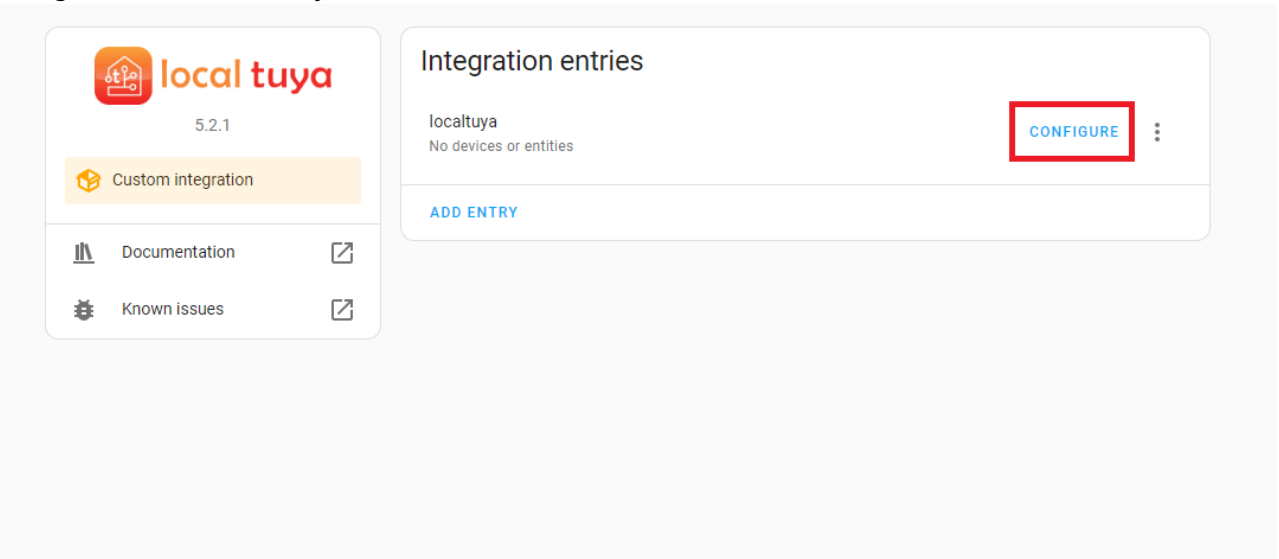 local tuya
5.2.1
Custom integration
Documentation
Known issues
Integration entries
localtuya
No devices or entities
CONFIGURE
ADD ENTRY